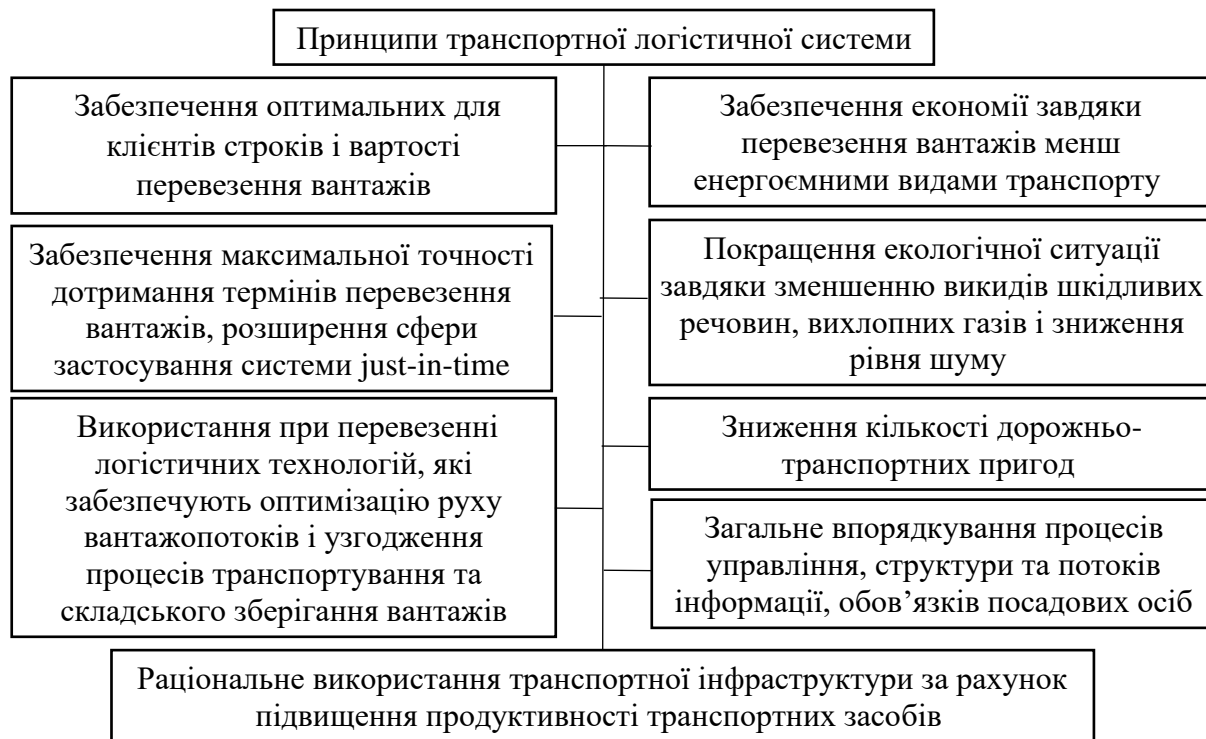 Принципи транспортної логістичної системи
Забезпечення оптимальних для
клієнтів строків і вартості
перевезення вантажів
Забезпечення економії завдяки
перевезення вантажів менш
енергоємними видами транспорту
Забезпечення максимальної точності
дотримання термінів перевезення
вантажів, розширення сфери
застосування системи just-in-time
Покращення екологічної ситуації
завдяки зменшенню викидів шкідливих
речовин, вихлопних газів і зниження
рівня шуму
Використання при перевезенні
логістичних технологій, які
забезпечують оптимізацію руху
вантажопотоків і узгодження
процесів транспортування та
складського зберігання вантажів
Зниження кількості дорожньо-
транспортних пригод
Загальне впорядкування процесів
управління, структури та потоків
інформації, обов’язків посадових осіб
Раціональне використання транспортної інфраструктури за рахунок
підвищення продуктивності транспортних засобів